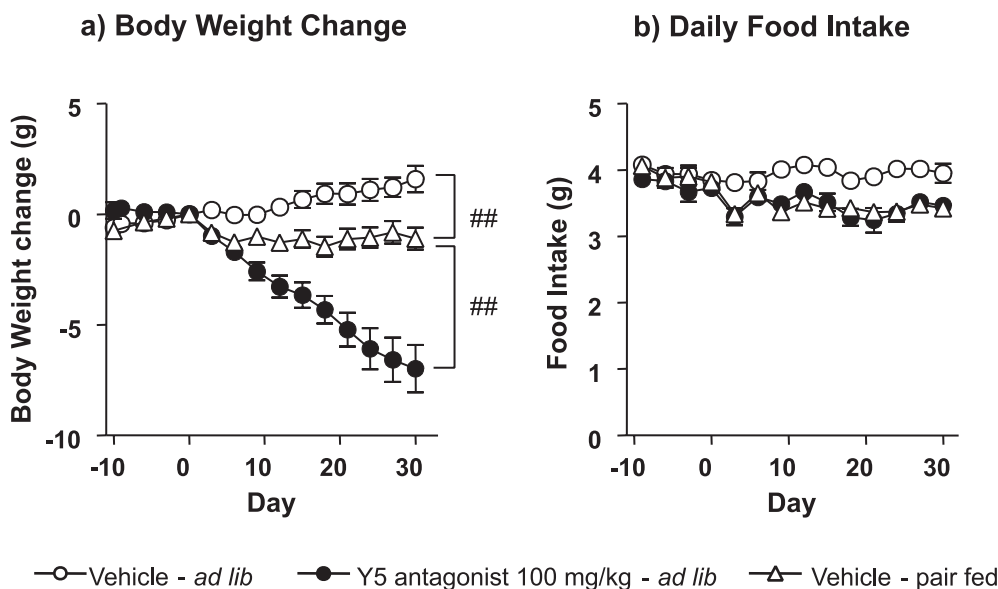 a) Body Weight Change
b) Daily Food Intake
Body Weight change (g)
5
0
-5
-10
-10
0
10
20
30
Day
##
##
Food Intake (g)
5
4
3
2
1
0
-10
0
10
20
30
Day
Vehicle - ad lib
Y5 antagonist 100 mg/kg - ad lib
Vehicle - pair fed